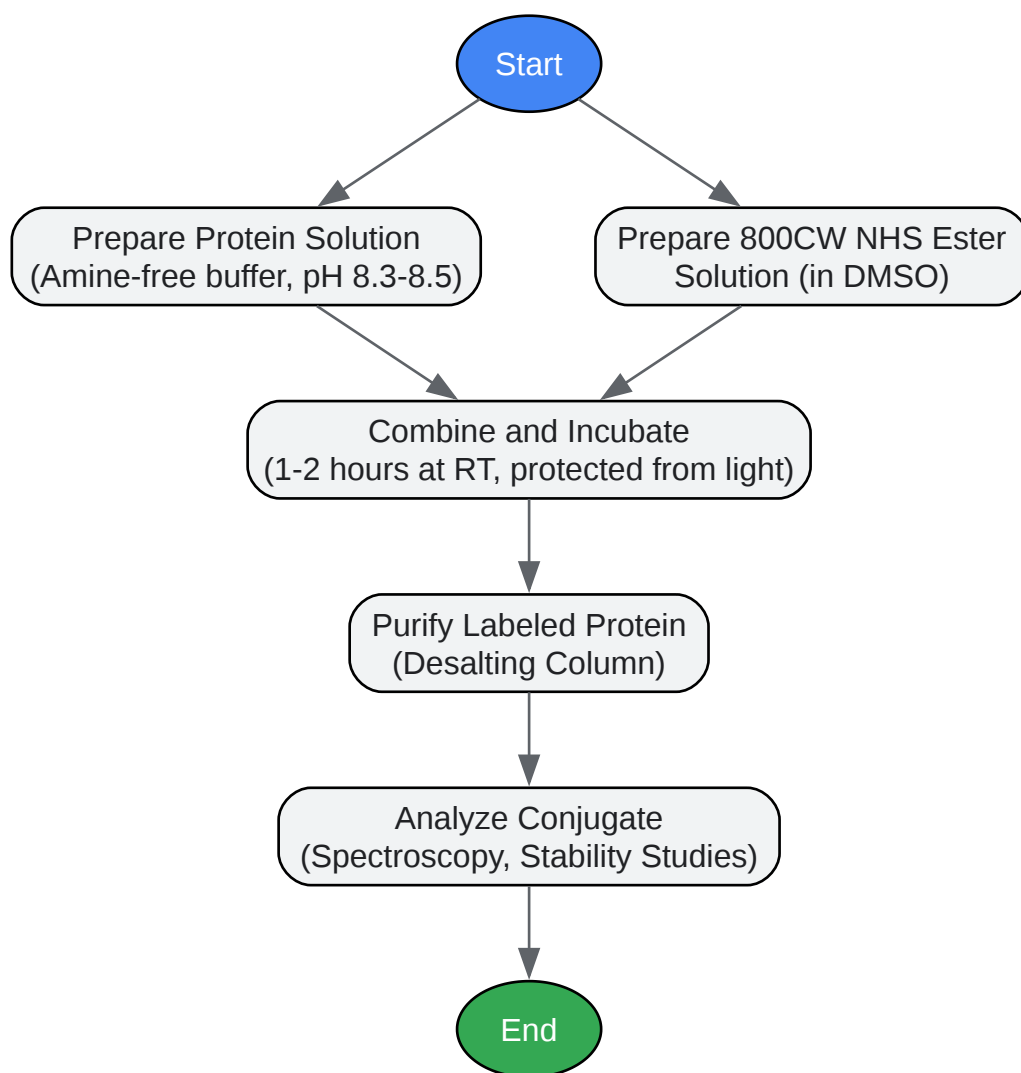 Start
Prepare Protein Solution
(Amine-free buffer, pH 8.3-8.5)
Prepare 800CW NHS Ester
Solution (in DMSO)
Combine and Incubate
(1-2 hours at RT, protected from light)
Purify Labeled Protein
(Desalting Column)
Analyze Conjugate
(Spectroscopy, Stability Studies)
End